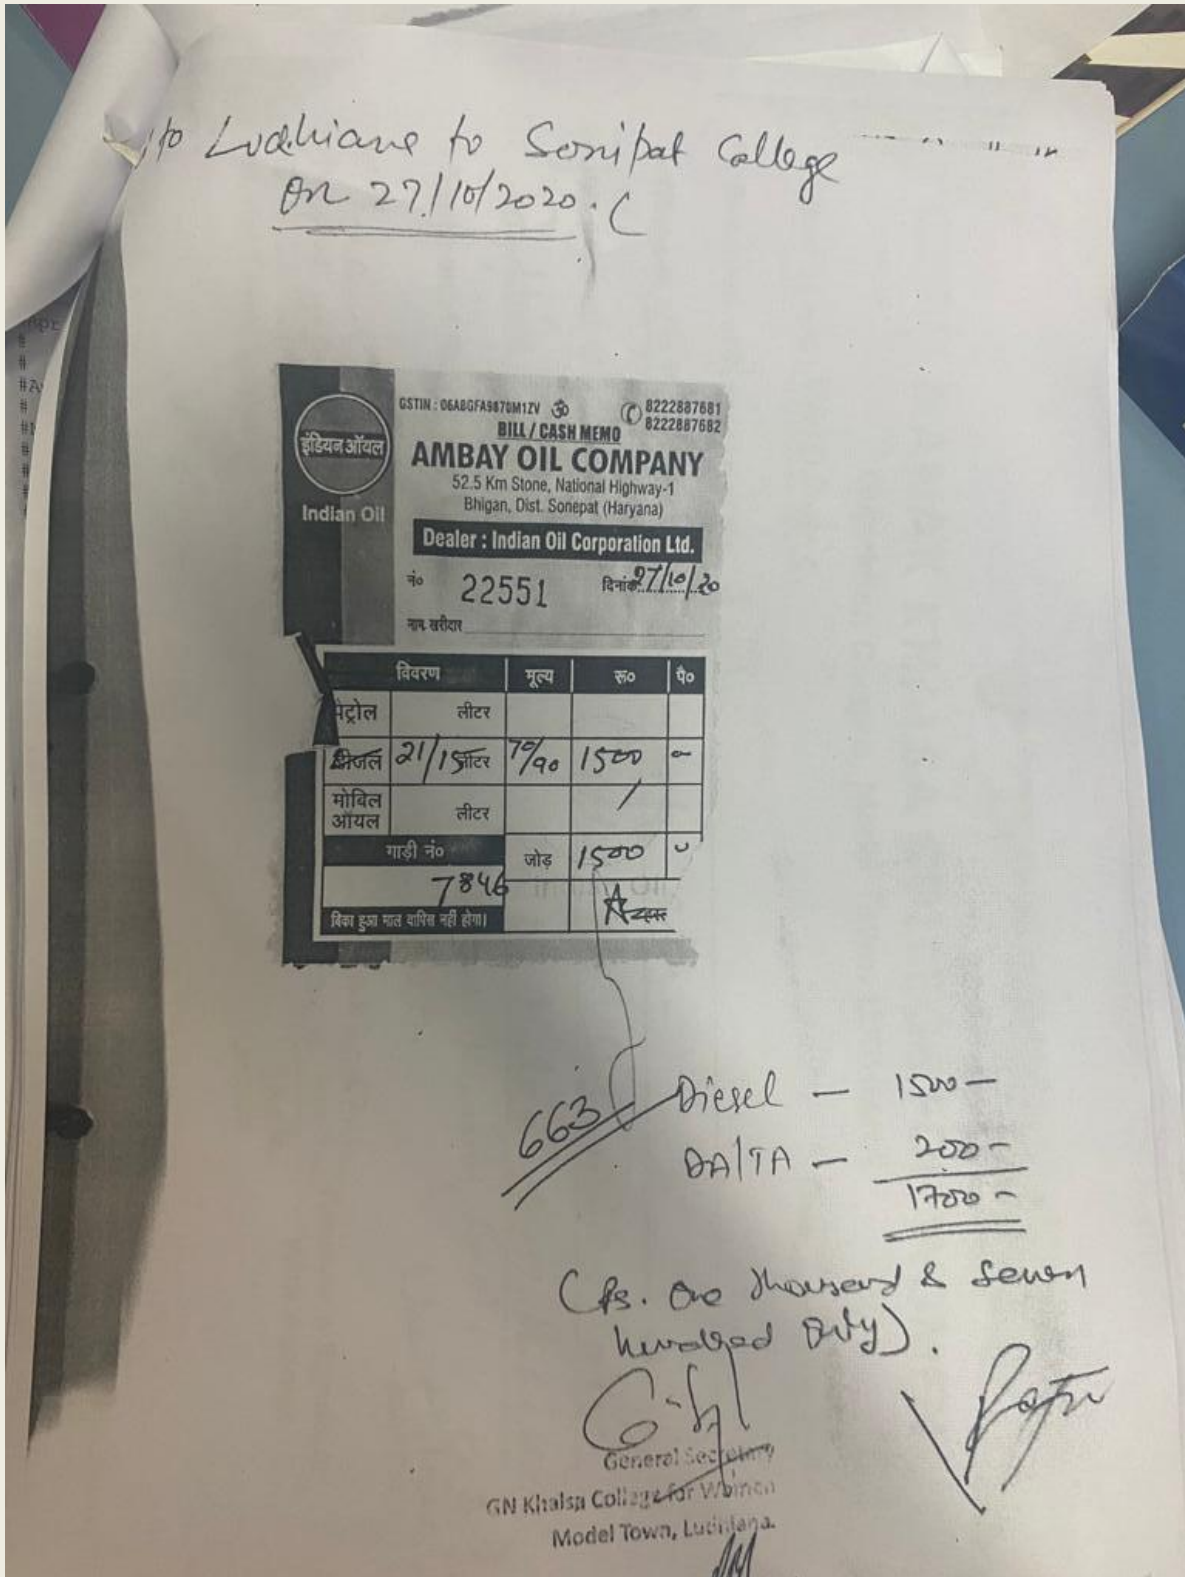 to Ludhiana to Sonipat College
on 27/10/2020.
GSTIN : 06ABGFA9870M1ZV ॐ
8222887681
8222887682
BILL / CASH MEMO
AMBAY OIL COMPANY
52.5 Km Stone, National Highway-1
Bhigan, Dist. Sonepat (Haryana)
Dealer : Indian Oil Corporation Ltd.
इंडियन ऑयल
Indian Oil
नं० 22551 दिनांक 27/10/20
नाम खरीदार
विवरण मूल्य रू० पै०
पेट्रोल लीटर
डीजल 21/15 लीटर 70/90 1500
मोबिल ऑयल लीटर
गाड़ी नं० जोड़ 1500
7846
बिका हुआ माल वापिस नहीं होगा।
663
Diesel — 1500 —
DA/TA — 200 —
1700 —
(Rs. One thousand & Seven
hundred Only).
General Secretary
GN Khalsa College for Women
Model Town, Ludhiana.